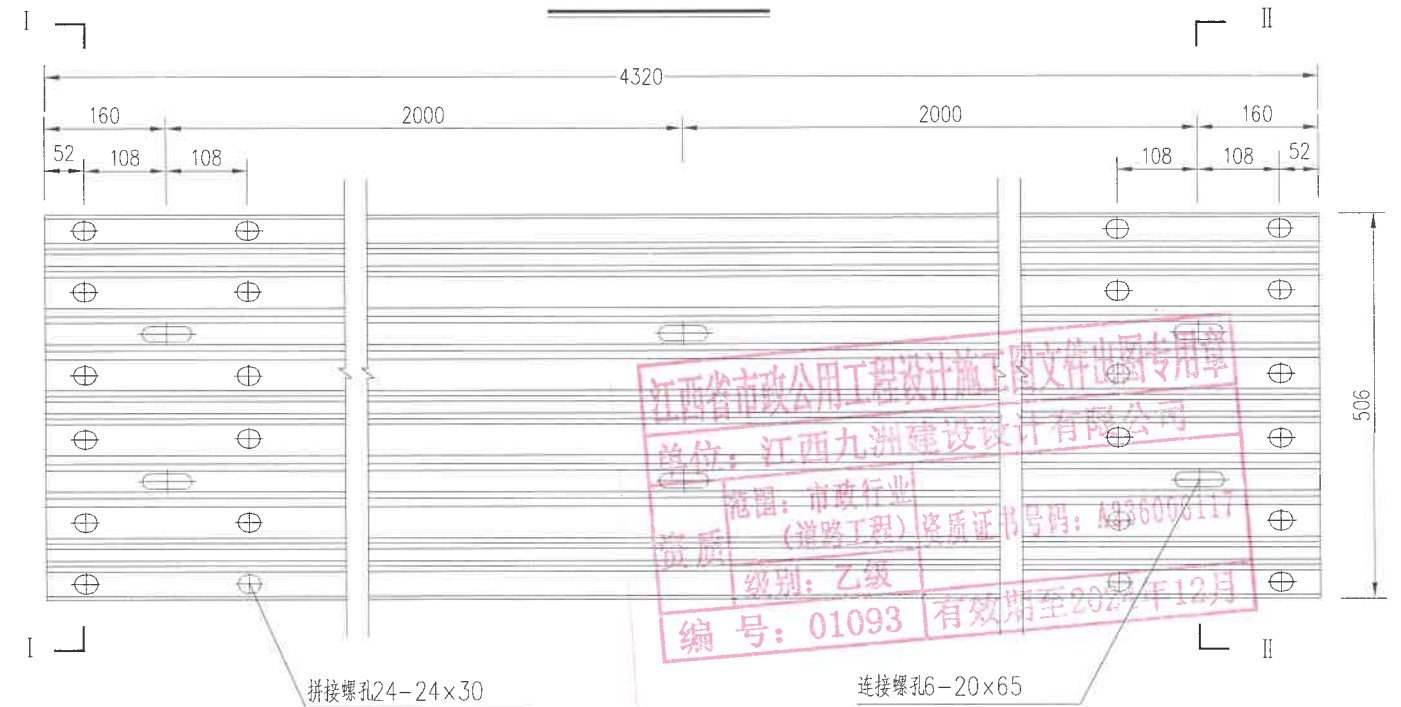 I II
4320
160 2000 2000 160
52 108 108 108 108 52
506
江西省市政公用工程设计施工图文件出图专用章
单位：江西九洲建设设计有限公司
资质 范围：市政行业
（道路工程） 资质证书号码：
级别：乙级
编 号：01093 有效期至 年12月
I II
拼接螺孔24-24×30
连接螺孔6-20×65